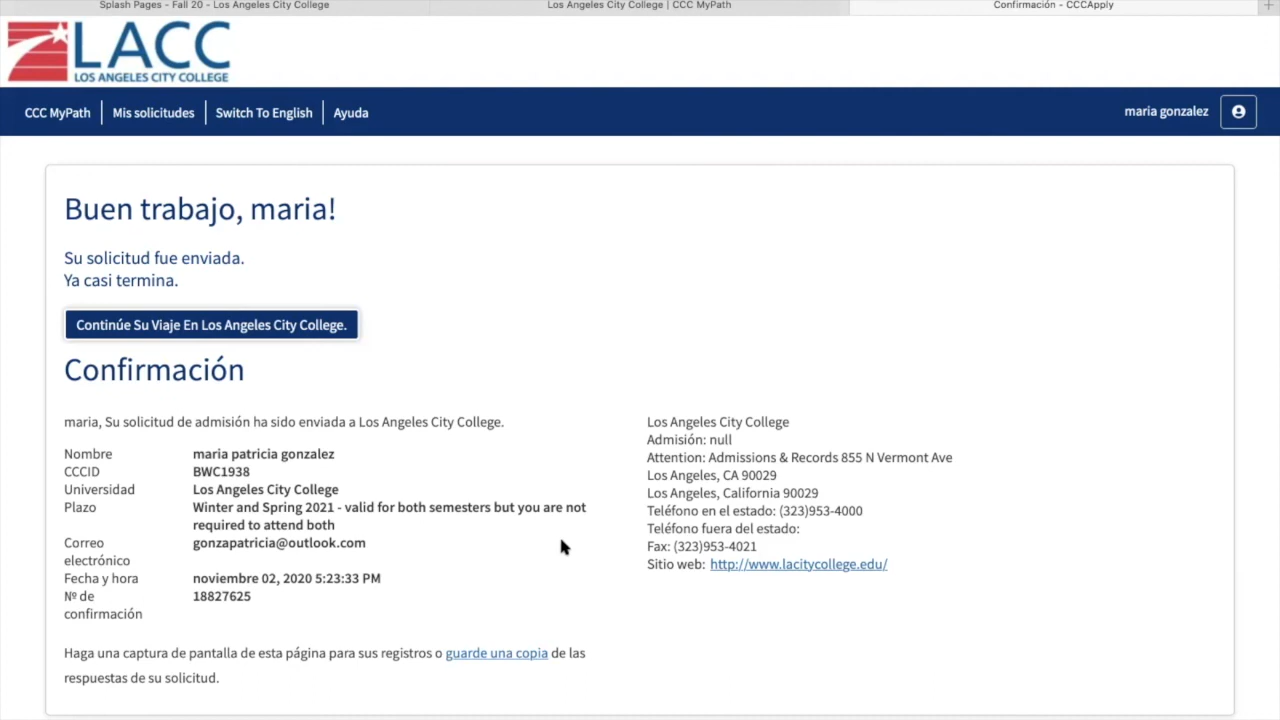 Splash Pages - Fall 20 - Los Angeles City College
Los Angeles City College | CCC MyPath
Confirmación - CCCApply
LACC
LOS ANGELES CITY COLLEGE
CCC MyPath
Mis solicitudes
Switch To English
Ayuda
maria gonzalez
Buen trabajo, maria!
Su solicitud fue enviada.
Ya casi termina.
Continúe Su Viaje En Los Angeles City College.
Confirmación
maria, Su solicitud de admisión ha sido enviada a Los Angeles City College.
Nombre maria patricia gonzalez
CCCID BWC1938
Universidad Los Angeles City College
Plazo Winter and Spring 2021 - valid for both semesters but you are not
required to attend both
Correo gonzapatricia@outlook.com
electrónico
Fecha y hora noviembre 02, 2020 5:23:33 PM
Nº de 18827625
confirmación
Haga una captura de pantalla de esta página para sus registros o guarde una copia de las
respuestas de su solicitud.
Los Angeles City College
Admisión: null
Attention: Admissions & Records 855 N Vermont Ave
Los Angeles, CA 90029
Los Angeles, California 90029
Teléfono en el estado: (323)953-4000
Teléfono fuera del estado:
Fax: (323)953-4021
Sitio web: http://www.lacitycollege.edu/